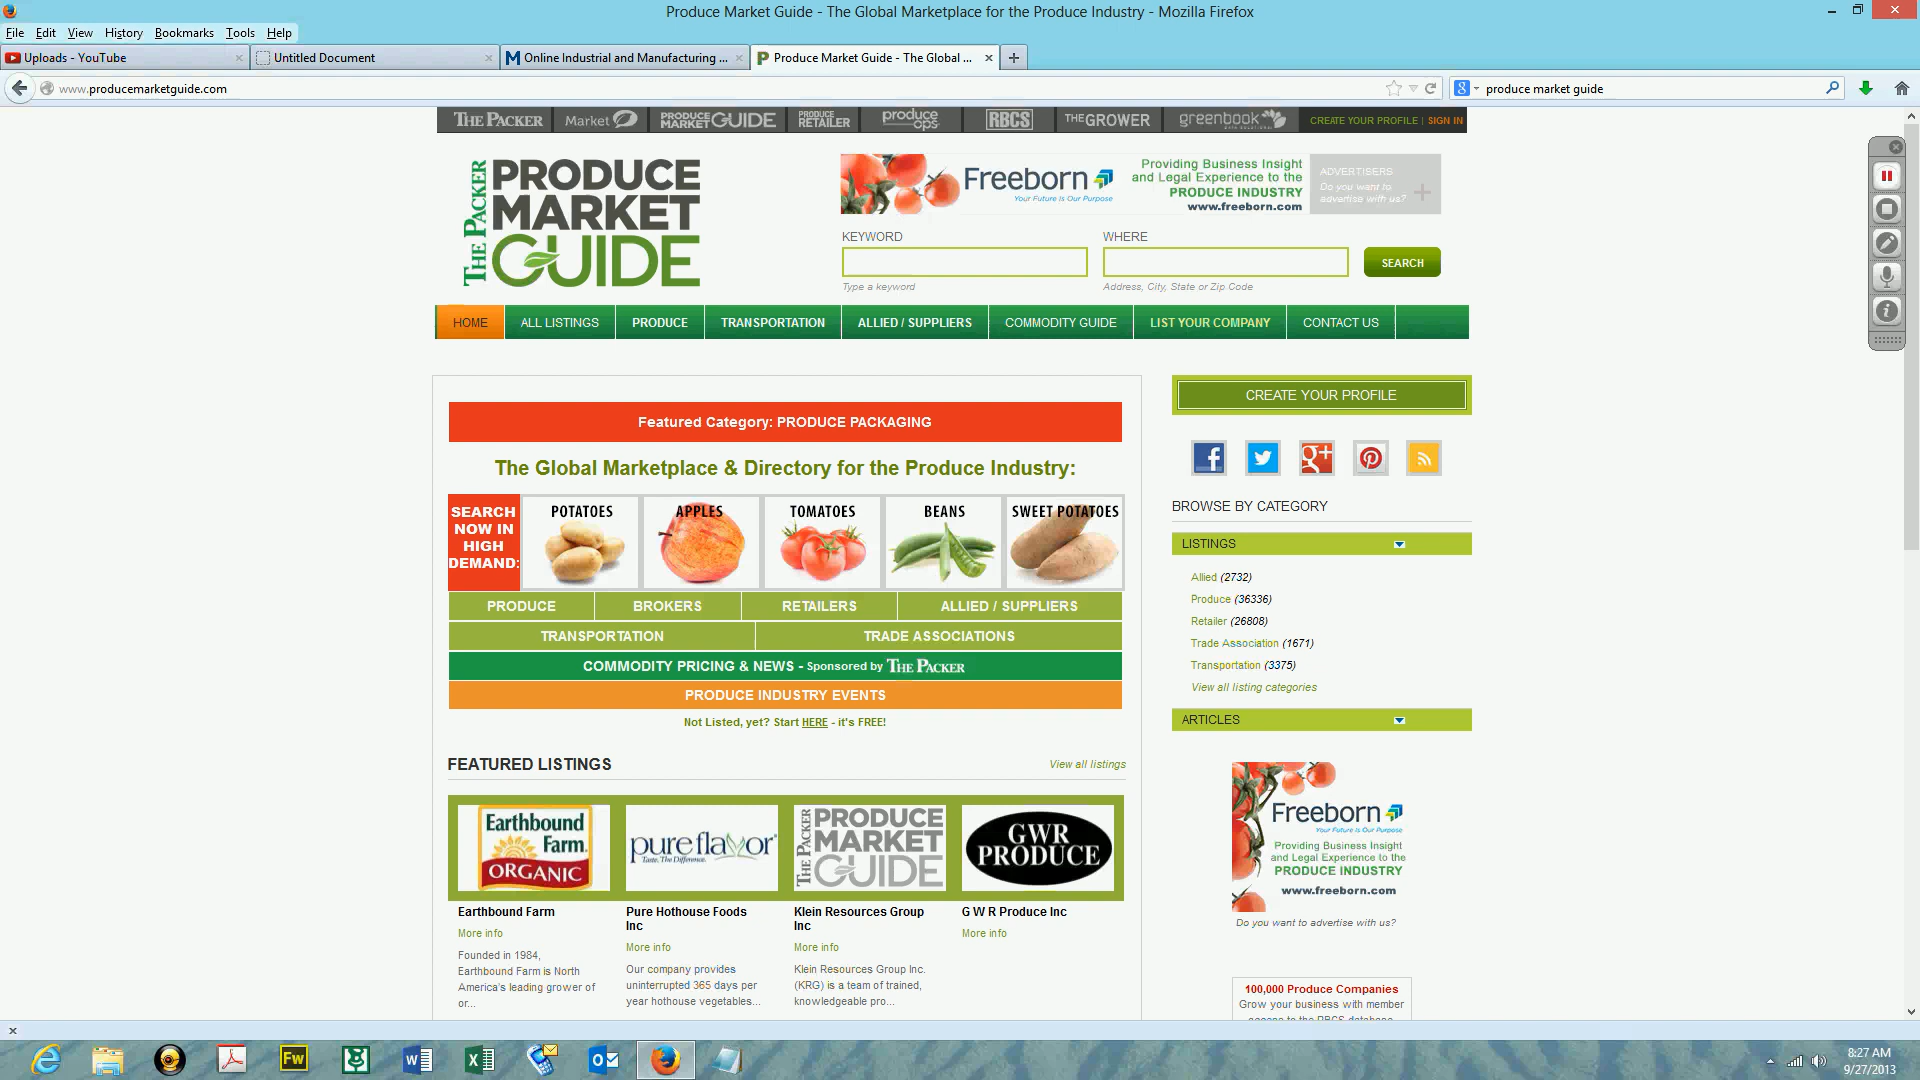 Produce Market Guide - The Global Marketplace for the Produce Industry - Mozilla Firefox
File Edit View History Bookmarks Tools Help
Uploads - YouTube
Untitled Document
Online Industrial and Manufacturing ...
Produce Market Guide - The Global ...
www.producemarketguide.com
produce market guide
THE PACKER
Market
PRODUCE MARKET GUIDE
PRODUCE RETAILER
produce ops
RBCS
THE GROWER
greenbook
CREATE YOUR PROFILE | SIGN IN
THE PACKER
PRODUCE
MARKET
GUIDE
Freeborn
Your Future is Our Purpose
Providing Business Insight
and Legal Experience to the
PRODUCE INDUSTRY
www.freeborn.com
ADVERTISERS
Do you want to
advertise with us?
KEYWORD
WHERE
SEARCH
Type a keyword
Address, City, State or Zip Code
HOME
ALL LISTINGS
PRODUCE
TRANSPORTATION
ALLIED / SUPPLIERS
COMMODITY GUIDE
LIST YOUR COMPANY
CONTACT US
Featured Category: PRODUCE PACKAGING
The Global Marketplace & Directory for the Produce Industry:
SEARCH
NOW IN
HIGH
DEMAND:
POTATOES
APPLES
TOMATOES
BEANS
SWEET POTATOES
PRODUCE
BROKERS
RETAILERS
ALLIED / SUPPLIERS
TRANSPORTATION
TRADE ASSOCIATIONS
COMMODITY PRICING & NEWS - Sponsored by THE PACKER
PRODUCE INDUSTRY EVENTS
Not Listed, yet? Start HERE - it's FREE!
FEATURED LISTINGS
View all listings
Earthbound
Farm
ORGANIC
pureflavor
Taste. The Difference.
THE PACKER
PRODUCE
MARKET
GUIDE
GWR
PRODUCE
Earthbound Farm
More info
Founded in 1984,
Earthbound Farm is North
America's leading grower of
or...
Pure Hothouse Foods
Inc
More info
Our company provides
uninterrupted 365 days per
year hothouse vegetables...
Klein Resources Group
Inc
More info
Klein Resources Group Inc.
(KRG) is a team of trained,
knowledgeable pro...
G W R Produce Inc
More info
CREATE YOUR PROFILE
BROWSE BY CATEGORY
LISTINGS
Allied (2732)
Produce (36336)
Retailer (26808)
Trade Association (1671)
Transportation (3375)
View all listing categories
ARTICLES
Freeborn
Your Future is Our Purpose
Providing Business Insight
and Legal Experience to the
PRODUCE INDUSTRY
www.freeborn.com
Do you want to advertise with us?
100,000 Produce Companies
Grow your business with member
access to the RBCS database
8:27 AM
9/27/2013